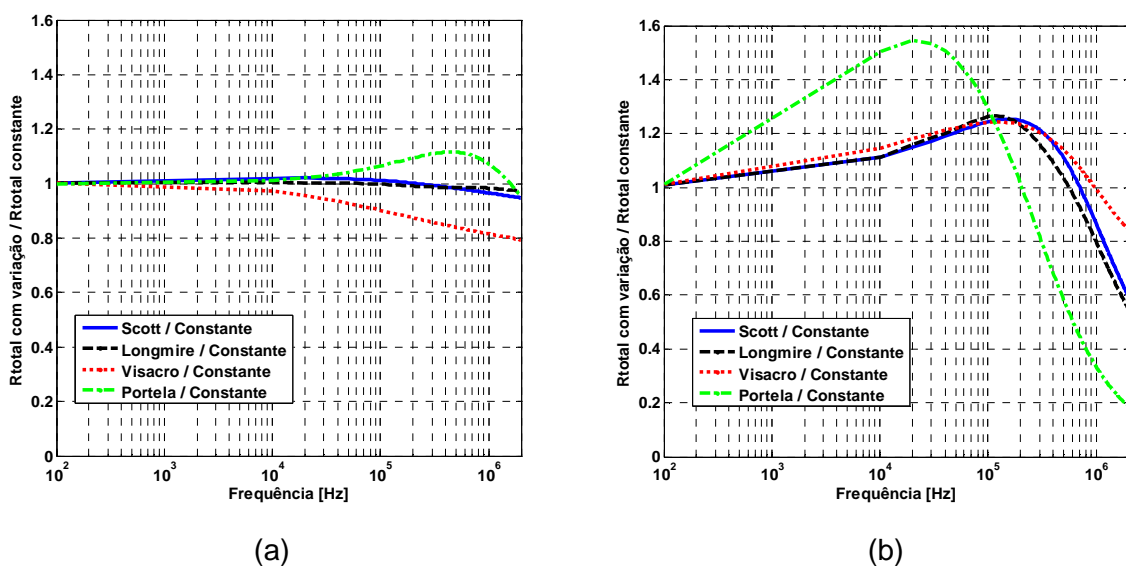 1.6
1.4
1.2
1
0.8
0.6
0.4
0.2
0
Rtotal com variação / Rtotal constante
Scott / Constante
Longmire / Constante
Visacro / Constante
Portela / Constante
10^2 10^3 10^4 10^5 10^6
Frequência [Hz]
(a)
1.6
1.4
1.2
1
0.8
0.6
0.4
0.2
0
Rtotal com variação / Rtotal constante
Scott / Constante
Longmire / Constante
Visacro / Constante
Portela / Constante
10^2 10^3 10^4 10^5 10^6
Frequência [Hz]
(b)